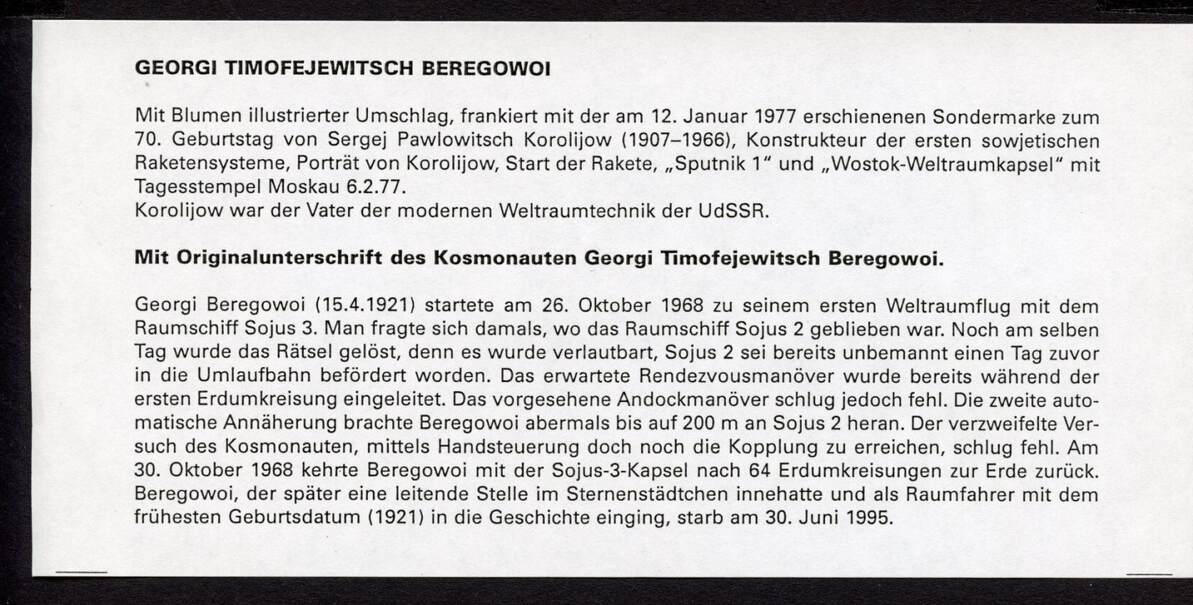 GEORGI TIMOFEJEWITSCH BEREGOWOI
Mit Blumen illustrierter Umschlag, frankiert mit der am 12. Januar 1977 erschienenen Sondermarke zum
70. Geburtstag von Sergej Pawlowitsch Korolijow (1907–1966), Konstrukteur der ersten sowjetischen
Raketensysteme, Porträt von Korolijow, Start der Rakete, „Sputnik 1" und „Wostok-Weltraumkapsel" mit
Tagesstempel Moskau 6.2.77.
Korolijow war der Vater der modernen Weltraumtechnik der UdSSR.
Mit Originalunterschrift des Kosmonauten Georgi Timofejewitsch Beregowoi.
Georgi Beregowoi (15.4.1921) startete am 26. Oktober 1968 zu seinem ersten Weltraumflug mit dem
Raumschiff Sojus 3. Man fragte sich damals, wo das Raumschiff Sojus 2 geblieben war. Noch am selben
Tag wurde das Rätsel gelöst, denn es wurde verlautbart, Sojus 2 sei bereits unbemannt einen Tag zuvor
in die Umlaufbahn befördert worden. Das erwartete Rendezvousmanöver wurde bereits während der
ersten Erdumkreisung eingeleitet. Das vorgesehene Andockmanöver schlug jedoch fehl. Die zweite auto-
matische Annäherung brachte Beregowoi abermals bis auf 200 m an Sojus 2 heran. Der verzweifelte Ver-
such des Kosmonauten, mittels Handsteuerung doch noch die Kopplung zu erreichen, schlug fehl. Am
30. Oktober 1968 kehrte Beregowoi mit der Sojus-3-Kapsel nach 64 Erdumkreisungen zur Erde zurück.
Beregowoi, der später eine leitende Stelle im Sternenstädtchen innehatte und als Raumfahrer mit dem
frühesten Geburtsdatum (1921) in die Geschichte einging, starb am 30. Juni 1995.